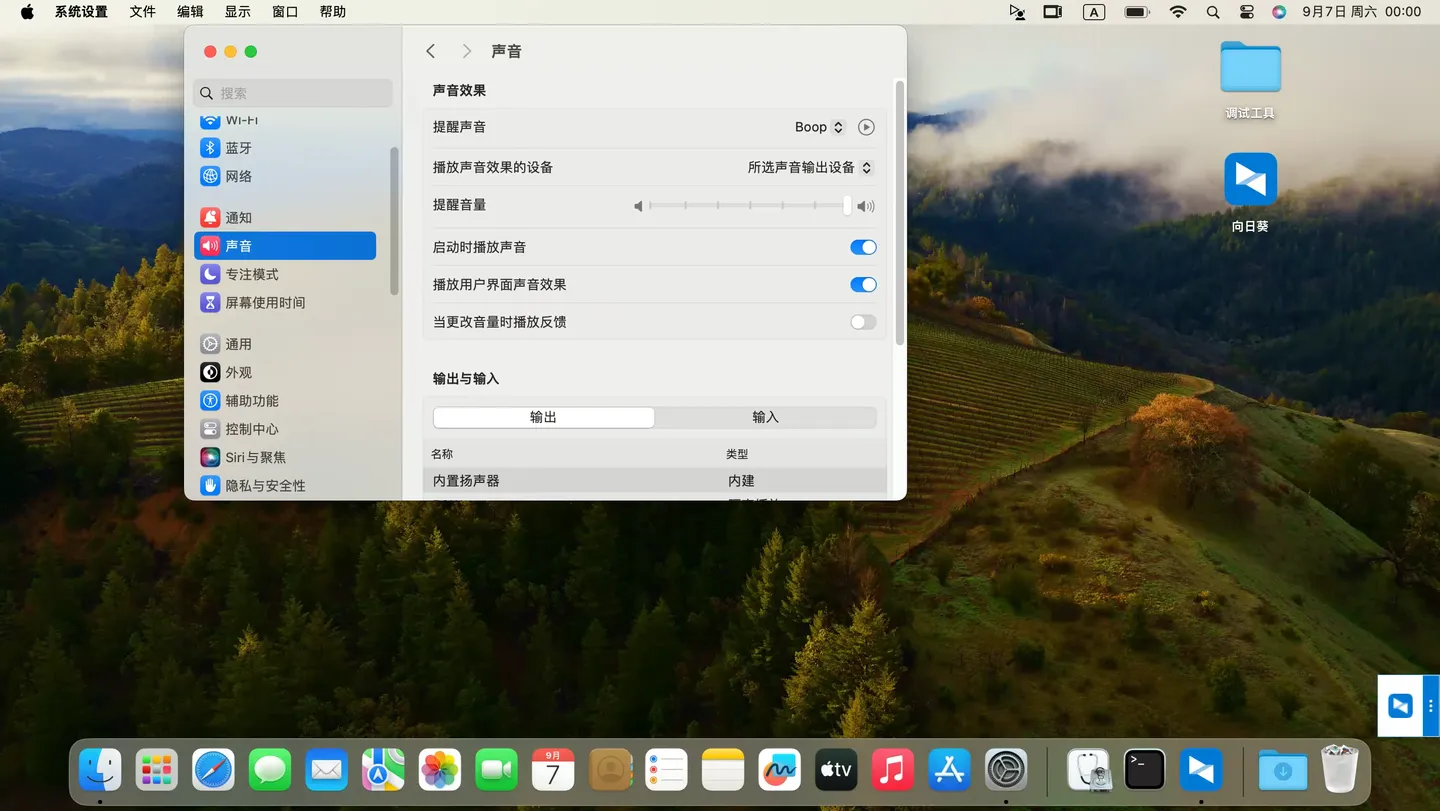 系统设置 文件 编辑 显示 窗口 帮助 A 9月7日 周六 00:00
声音
搜索
Wi-Fi
蓝牙
网络
通知
声音
专注模式
屏幕使用时间
通用
外观
辅助功能
控制中心
Siri与聚焦
隐私与安全性
声音效果
提醒声音 Boop
播放声音效果的设备 所选声音输出设备
提醒音量
启动时播放声音
播放用户界面声音效果
当更改音量时播放反馈
输出与输入
输出 输入
名称 类型
内置扬声器 内建
调试工具
向日葵
9月
7
tv
>_